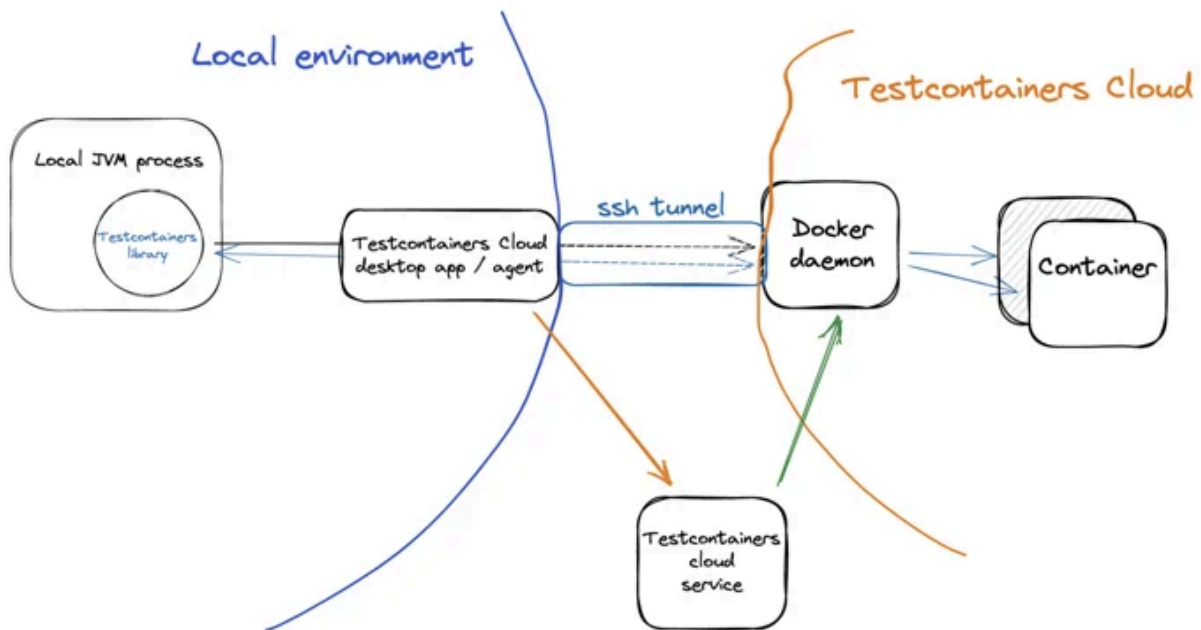 Local environment
Testcontainers Cloud
Local JVM process
Testcontainers
library
Testcontainers Cloud
desktop app / agent
ssh tunnel
Docker
daemon
Container
Testcontainers
cloud
service